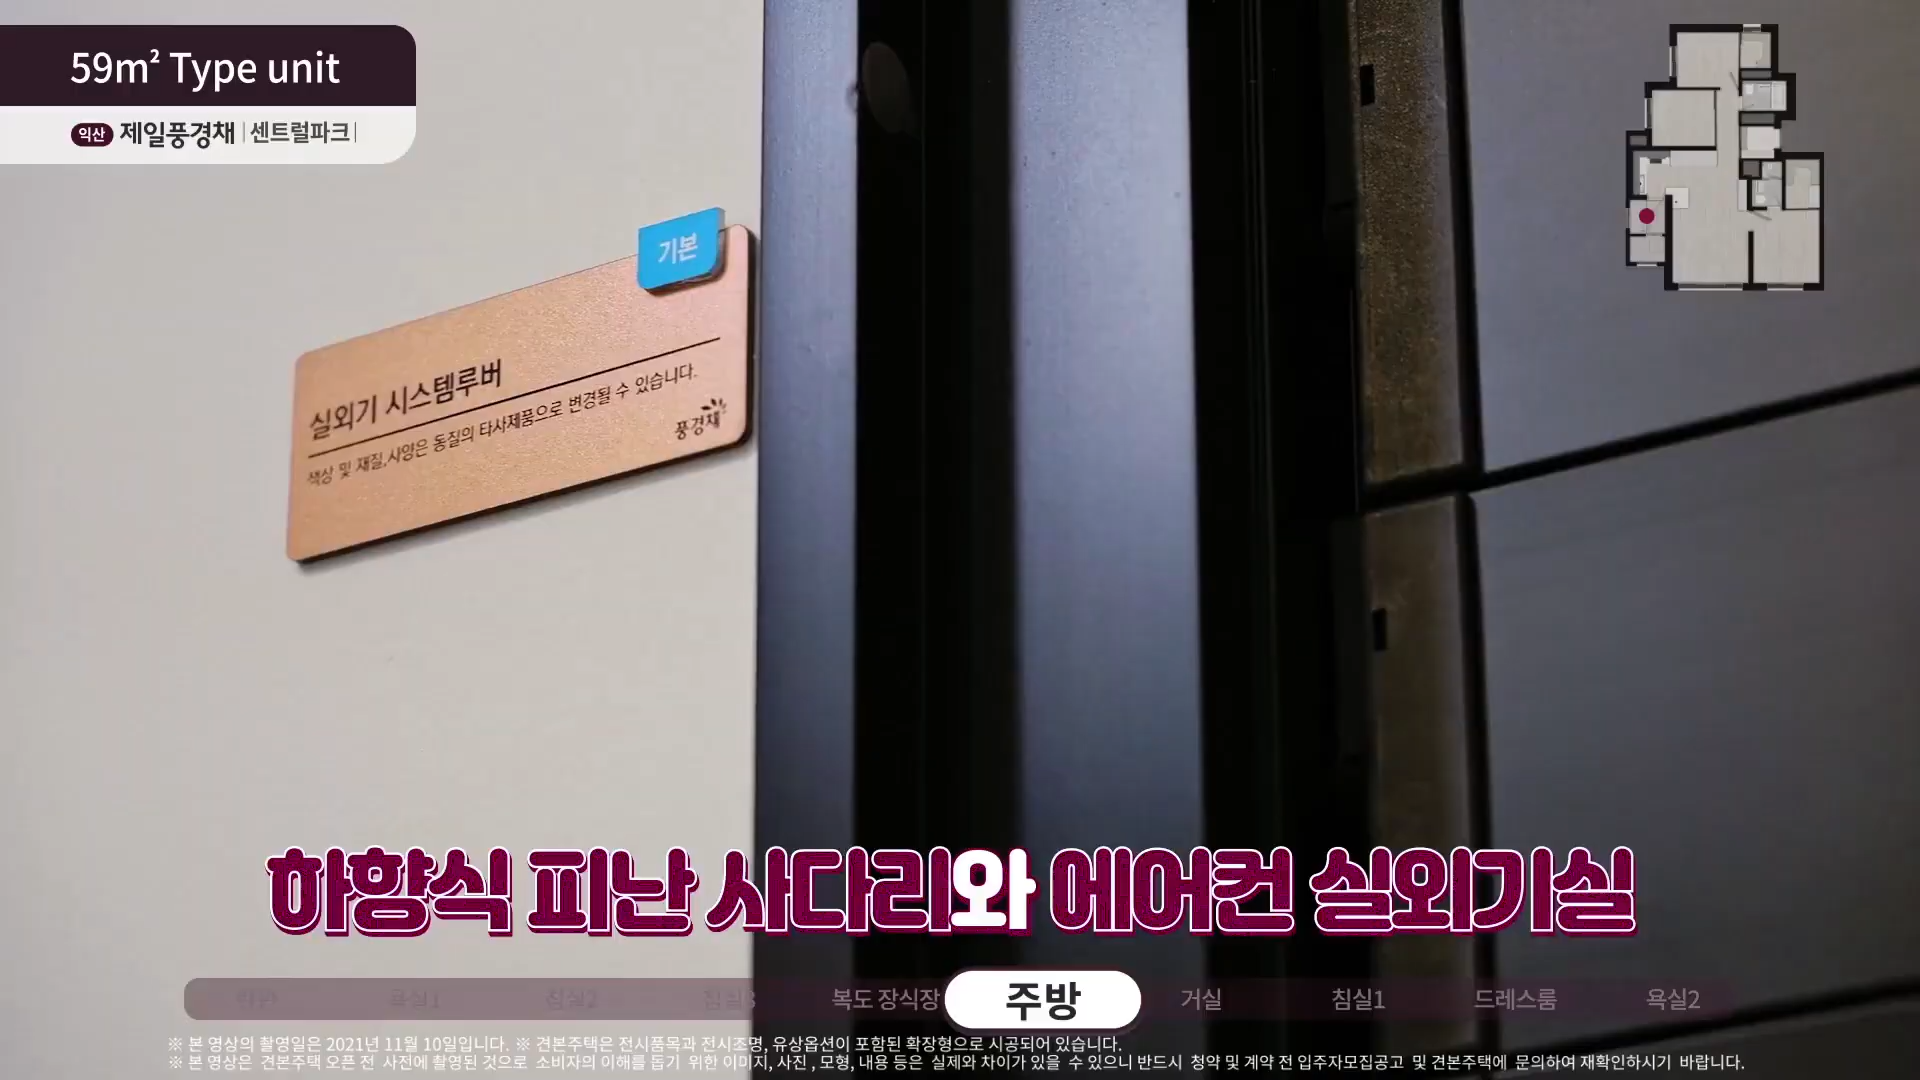 59m² Type unit
익산 제일풍경채 센트럴파크
기본
실외기 시스템루버
색상 및 재질,사양은 동질의 타사제품으로 변경될 수 있습니다.
풍경채
하향식 피난 사다리와 에어컨 실외기실
현관 욕실1 침실2 침실3 복도 장식장 주방 거실 침실1 드레스룸 욕실2
※ 본 영상의 촬영일은 2021년 11월 10일입니다. ※ 견본주택은 전시품목과 전시조명, 유상옵션이 포함된 확장형으로 시공되어 있습니다.
※ 본 영상은 견본주택 오픈 전 사전에 촬영된 것으로 소비자의 이해를 돕기 위한 이미지, 사진 , 모형, 내용 등은 실제와 차이가 있을 수 있으니 반드시 청약 및 계약 전 입주자모집공고 및 견본주택에 문의하여 재확인하시기 바랍니다.